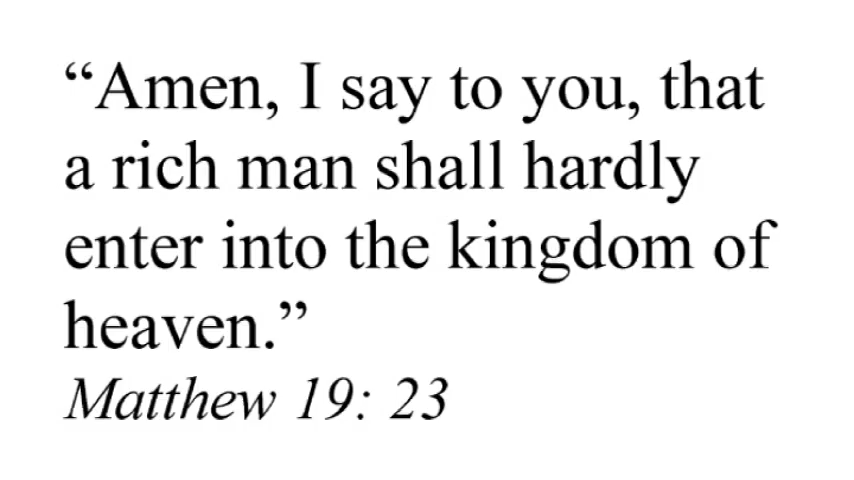 “Amen, I say to you, that
a rich man shall hardly
enter into the kingdom of
heaven.”
Matthew 19: 23